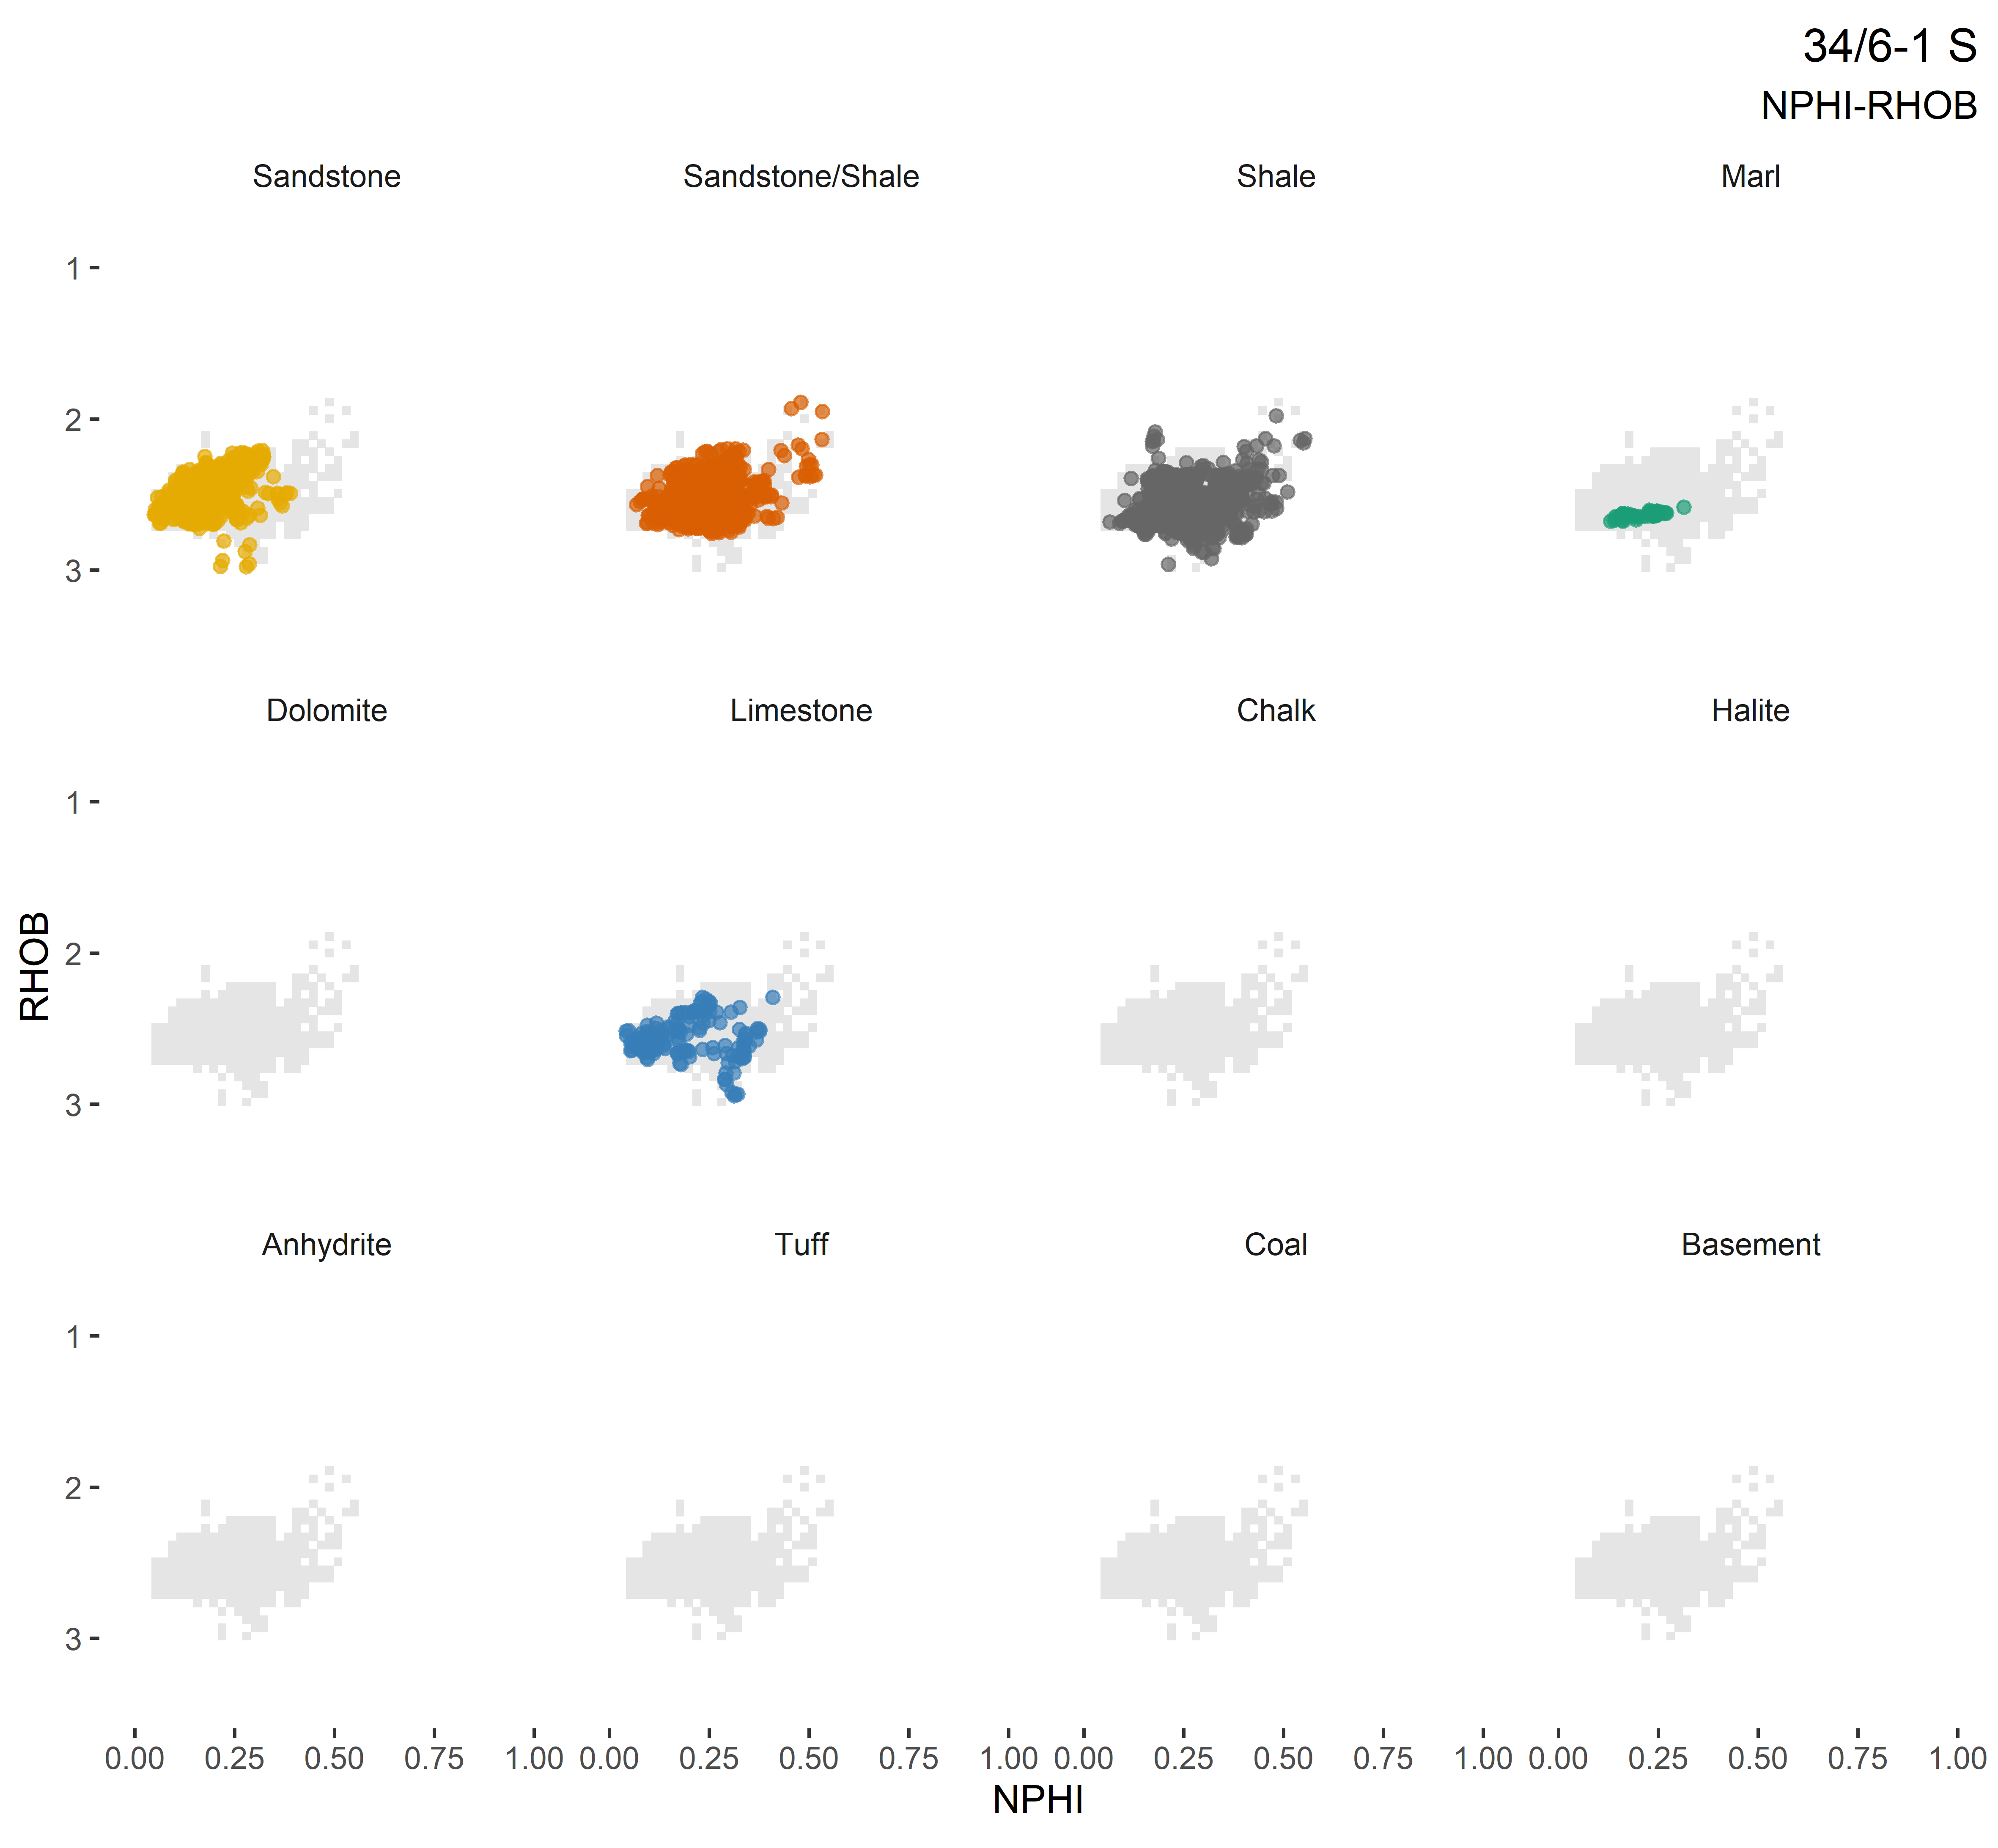 34/6-1 S
NPHI-RHOB
Sandstone Sandstone/Shale Shale Marl
1
2
3
Dolomite Limestone Chalk Halite
1
2
3
RHOB
Anhydrite Tuff Coal Basement
1
2
3
0.00 0.25 0.50 0.75 1.00 0.00 0.25 0.50 0.75 1.00 0.00 0.25 0.50 0.75 1.00 0.00 0.25 0.50 0.75 1.00
NPHI